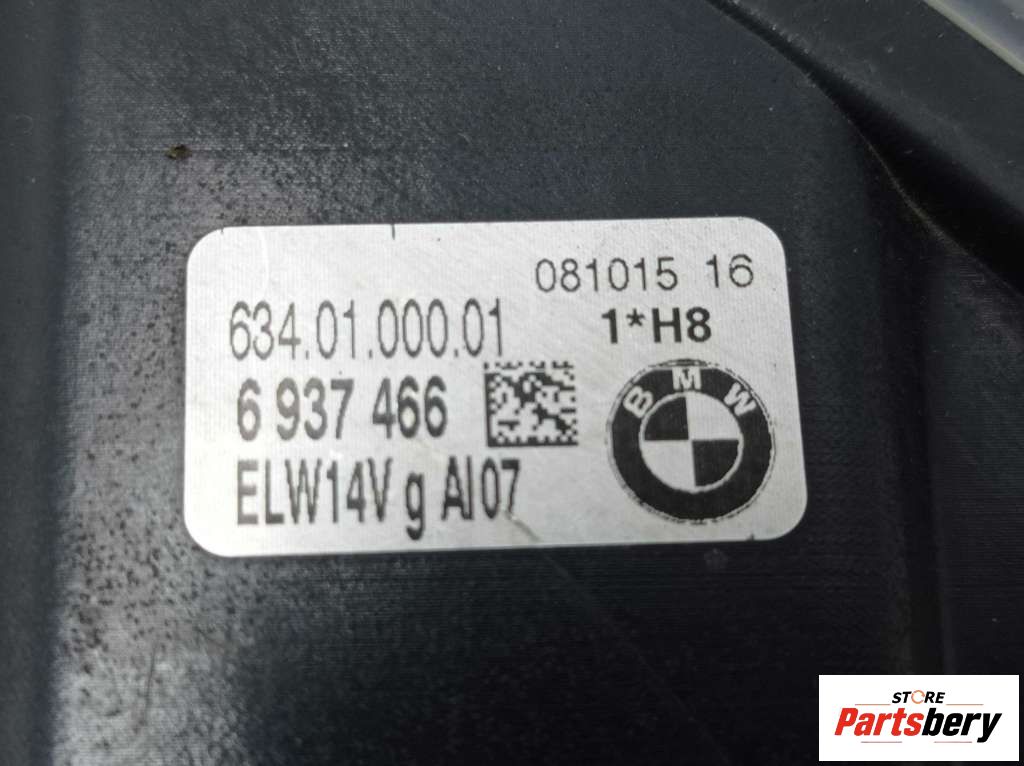 081015 16
634.01.000.01
1*H8
6 937 466
BMW
ELW14V g AI07
STORE
Partsbery